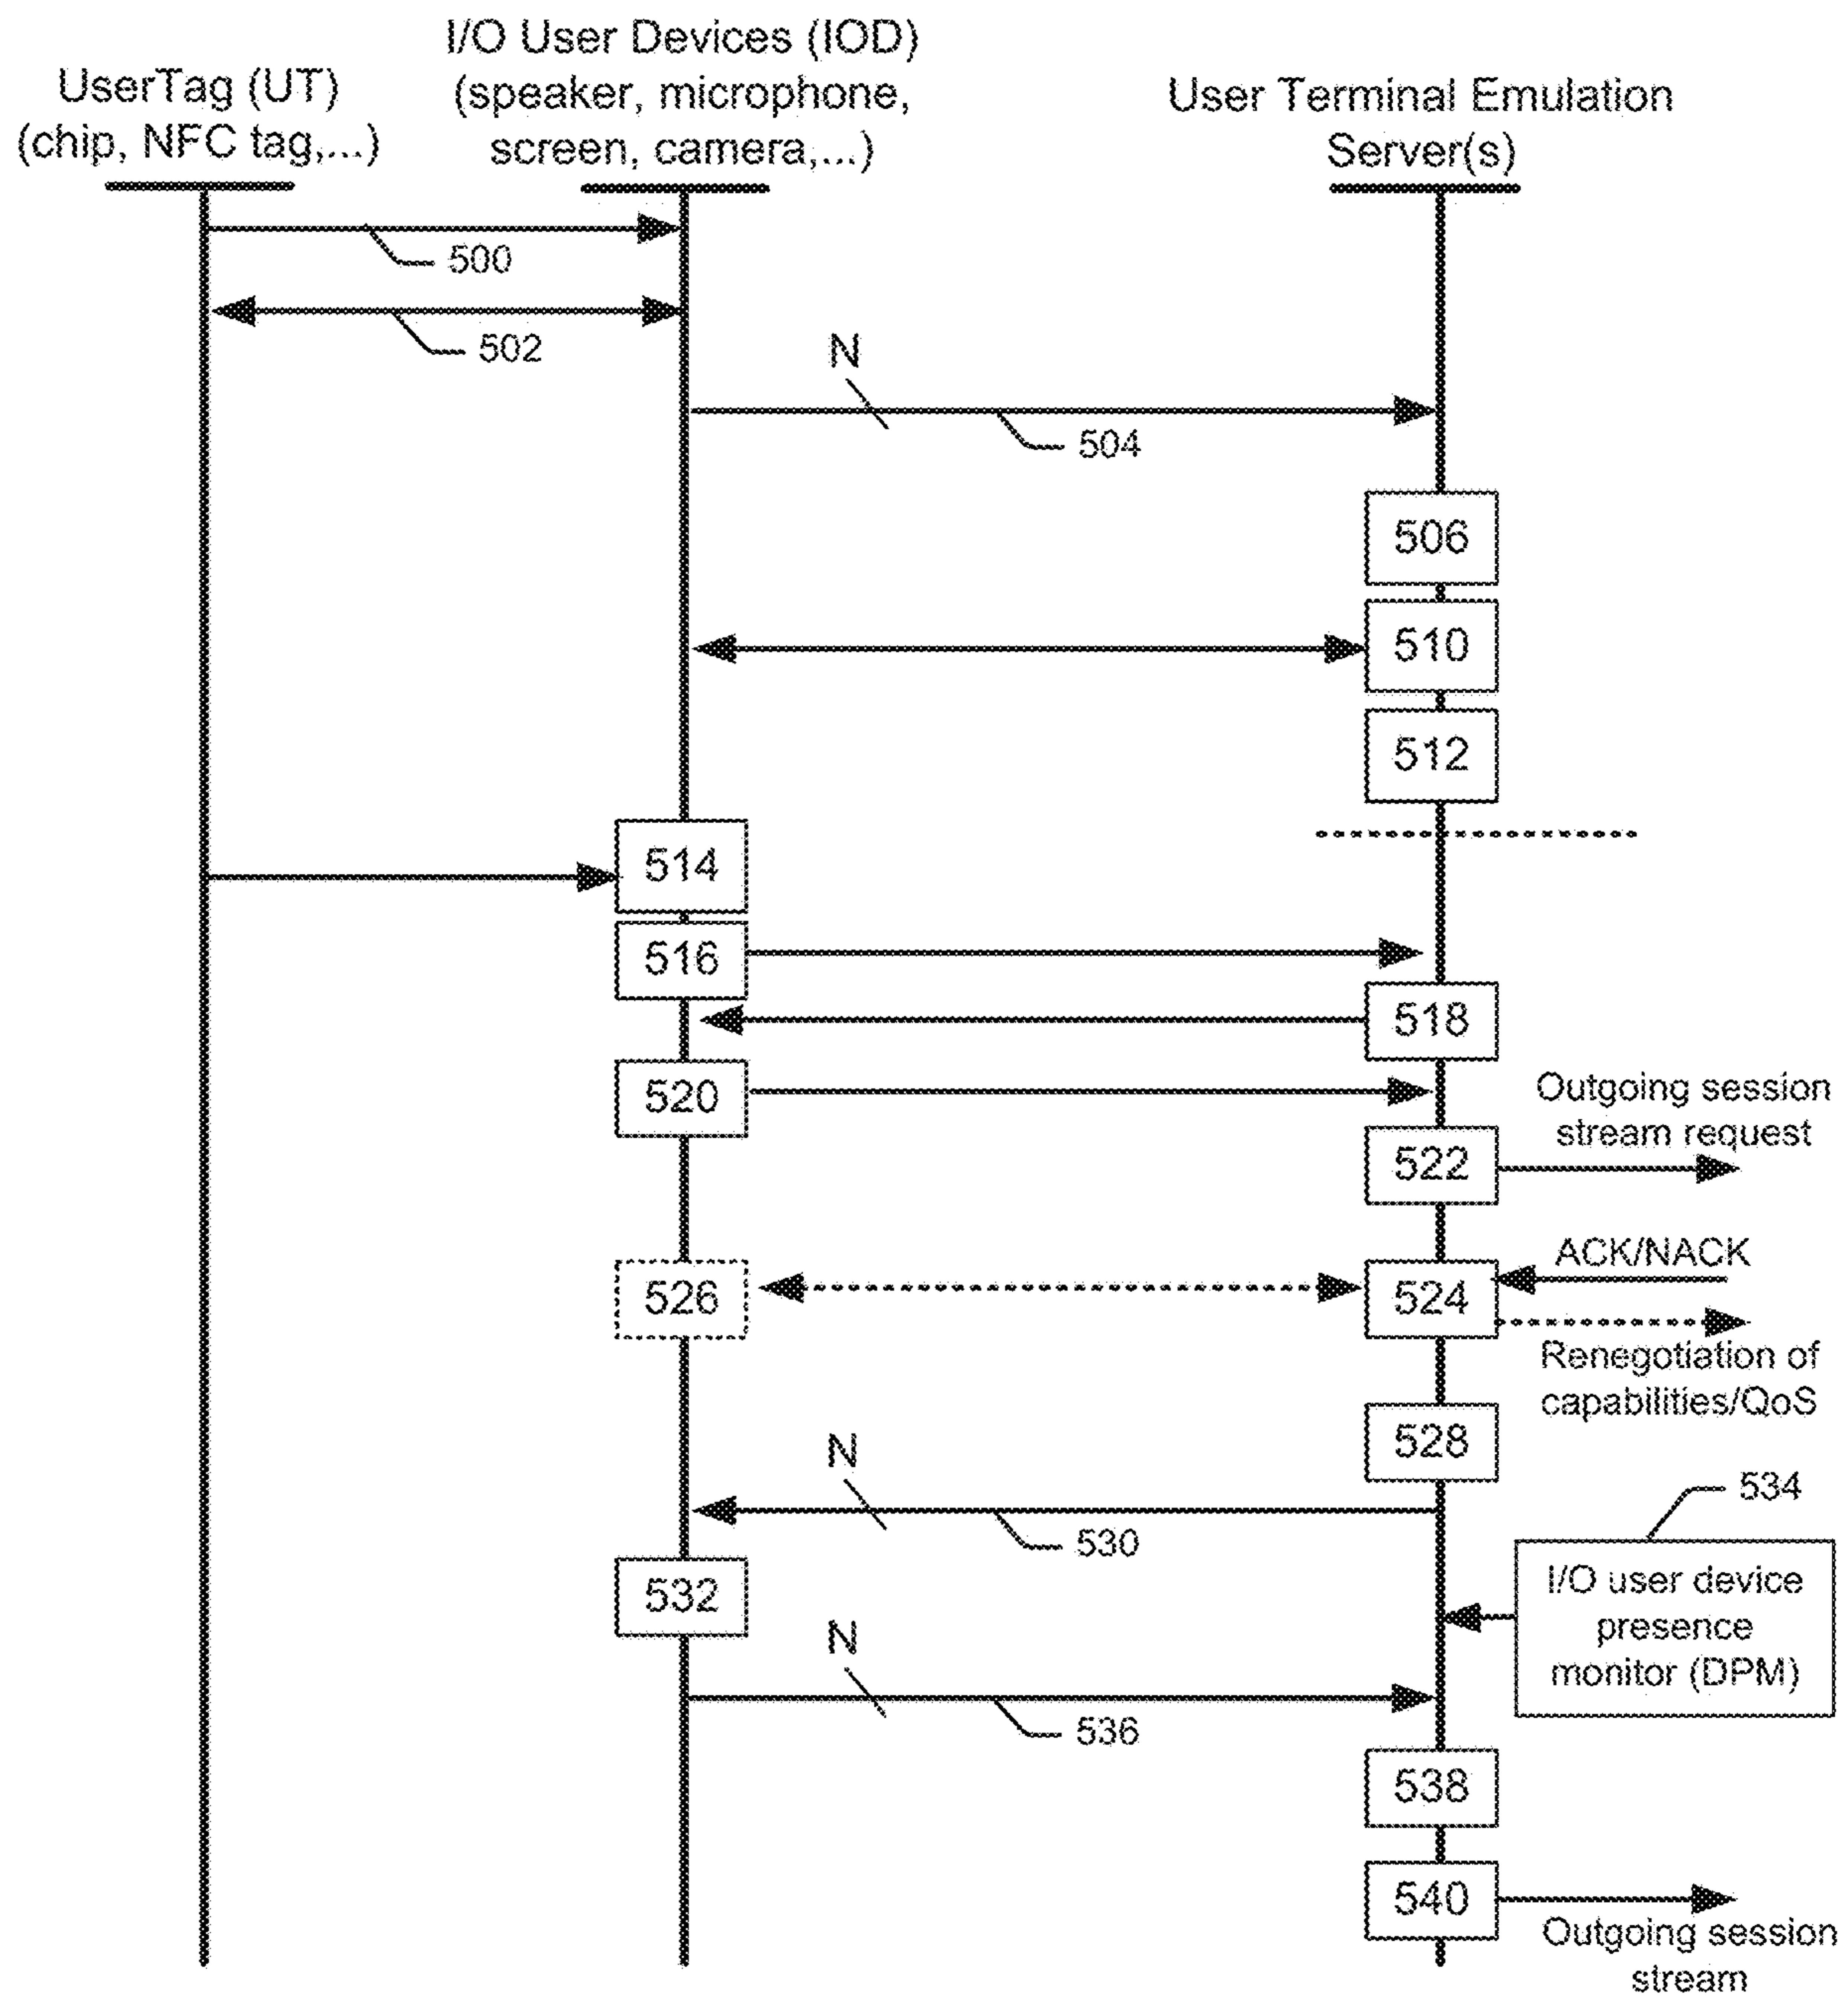 UserTag (UT)
(chip, NFC tag,...)
I/O User Devices (IOD)
(speaker, microphone,
screen, camera,...)
User Terminal Emulation
Server(s)
500
502
N
504
506
510
512
514
516
518
520
Outgoing session
stream request
522
ACK/NACK
526
524
Renegotiation of
capabilities/QoS
528
N
530
534
I/O user device
presence
monitor (DPM)
532
N
536
538
540
Outgoing session
stream